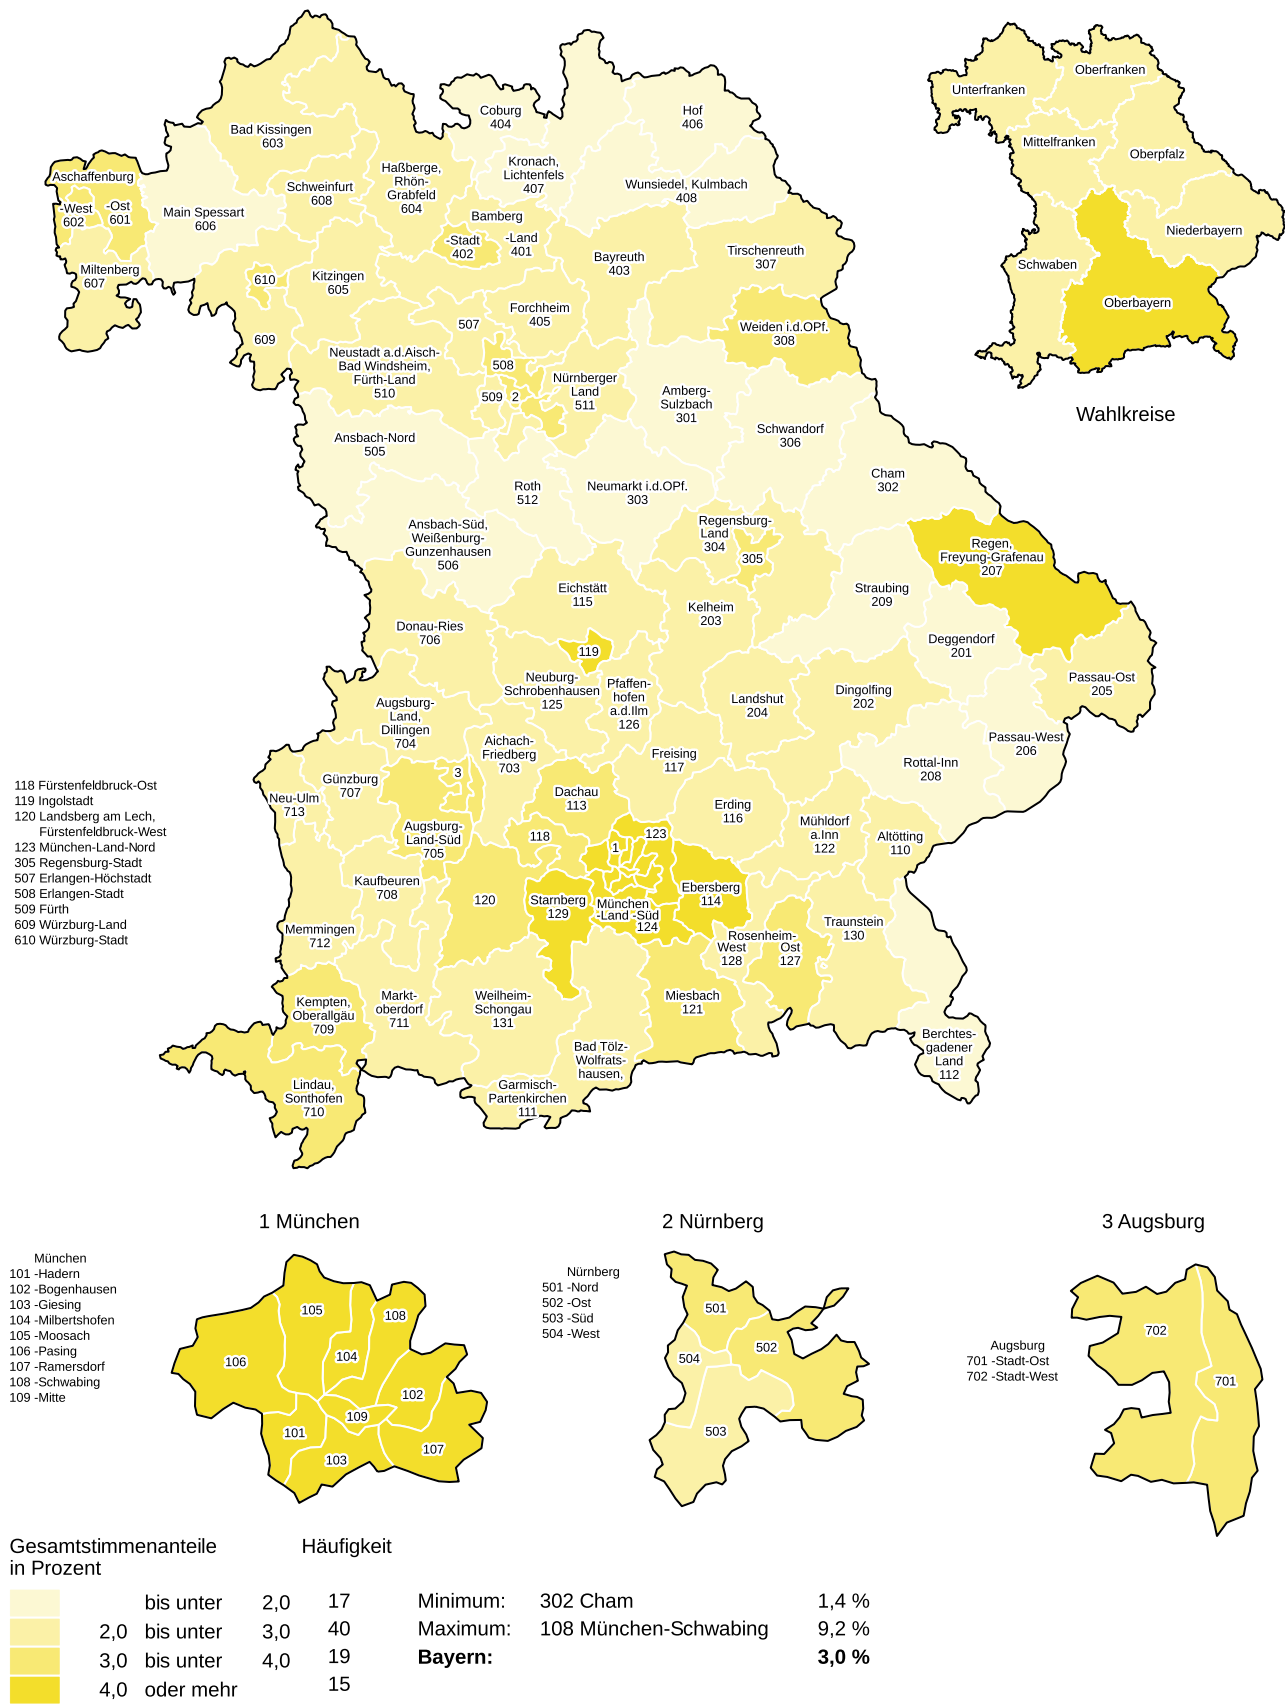 Coburg
404
Hof
406
Bad Kissingen
603
Kronach,
Lichtenfels
407
Haßberge,
Rhön-
Grabfeld
604
Aschaffenburg
-West
602
-Ost
601
Schweinfurt
608
Wunsiedel, Kulmbach
408
Main Spessart
606
Bamberg
-Stadt
402
-Land
401
Bayreuth
403
Tirschenreuth
307
Miltenberg
607
610
Kitzingen
605
Forchheim
405
507
Weiden i.d.OPf.
308
609
Neustadt a.d.Aisch-
Bad Windsheim,
Fürth-Land
510
508
509
2
Nürnberger
Land
511
Amberg-
Sulzbach
301
Schwandorf
306
Ansbach-Nord
505
Cham
302
Roth
512
Neumarkt i.d.OPf.
303
Ansbach-Süd,
Weißenburg-
Gunzenhausen
506
Regensburg-
Land
304
305
Regen,
Freyung-Grafenau
207
Eichstätt
115
Straubing
209
Kelheim
203
Donau-Ries
706
Deggendorf
201
119
Neuburg-
Schrobenhausen
125
Pfaffen-
hofen
a.d.Ilm
126
Passau-Ost
205
Landshut
204
Dingolfing
202
Augsburg-
Land,
Dillingen
704
Passau-West
206
Aichach-
Friedberg
703
Freising
117
Rottal-Inn
208
3
Günzburg
707
Neu-Ulm
713
Dachau
113
Erding
116
Mühldorf
a.Inn
122
Altötting
110
Augsburg-
Land-Süd
705
118
123
1
Kaufbeuren
708
120
Starnberg
129
Ebersberg
114
München
-Land -Süd
124
Traunstein
130
Memmingen
712
Rosenheim-
West
128
Ost
127
Kempten,
Oberallgäu
709
Markt-
oberdorf
711
Weilheim-
Schongau
131
Miesbach
121
Bad Tölz-
Wolfrats-
hausen,
Garmisch-
Partenkirchen
111
Berchtes-
gadener
Land
112
Lindau,
Sonthofen
710
118 Fürstenfeldbruck-Ost
119 Ingolstadt
120 Landsberg am Lech,
Fürstenfeldbruck-West
123 München-Land-Nord
305 Regensburg-Stadt
507 Erlangen-Höchstadt
508 Erlangen-Stadt
509 Fürth
609 Würzburg-Land
610 Würzburg-Stadt
Oberfranken
Unterfranken
Mittelfranken
Oberpfalz
Niederbayern
Schwaben
Oberbayern
Wahlkreise
1 München
München
101 -Hadern
102 -Bogenhausen
103 -Giesing
104 -Milbertshofen
105 -Moosach
106 -Pasing
107 -Ramersdorf
108 -Schwabing
109 -Mitte
105
108
104
106
102
109
101
107
103
2 Nürnberg
Nürnberg
501 -Nord
502 -Ost
503 -Süd
504 -West
501
502
504
503
3 Augsburg
Augsburg
701 -Stadt-Ost
702 -Stadt-West
702
701
Gesamtstimmenanteile
in Prozent
Häufigkeit
bis unter 2,0 17
2,0 bis unter 3,0 40
3,0 bis unter 4,0 19
4,0 oder mehr 15
Minimum: 302 Cham 1,4 %
Maximum: 108 München-Schwabing 9,2 %
Bayern: 3,0 %